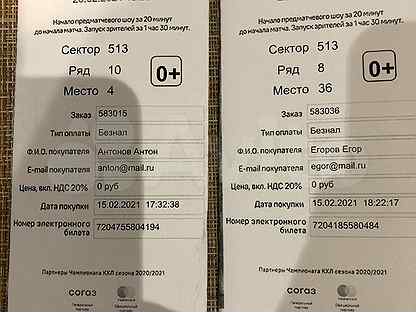 Начало предматчевого шоу за 20 минут
до начала матча. Запуск зрителей за 1 час 30 минут.
Сектор 513
Ряд 10
Место 4
0+
Заказ 583015
Тип оплаты Безнал
Ф.И.О. покупателя Антонов Антон
E-mail покупателя anton@mail.ru
Цена, вкл. НДС 20% 0 руб
Дата покупки 15.02.2021 17:32:38
Номер электронного
билета 7204755804194
Партнеры Чемпионата КХЛ сезона 2020/2021
согаз
Начало предматчевого шоу за 20 минут
до начала матча. Запуск зрителей за 1 час 30 минут.
Сектор 513
Ряд 8
Место 36
0+
Заказ 583036
Тип оплаты Безнал
Ф.И.О. покупателя Егоров Егор
E-mail покупателя egor@mail.ru
Цена, вкл. НДС 20% 0 руб
Дата покупки 15.02.2021 18:22:17
Номер электронного
билета 7204185580484
Партнеры Чемпионата КХЛ сезона 2020/2021
согаз